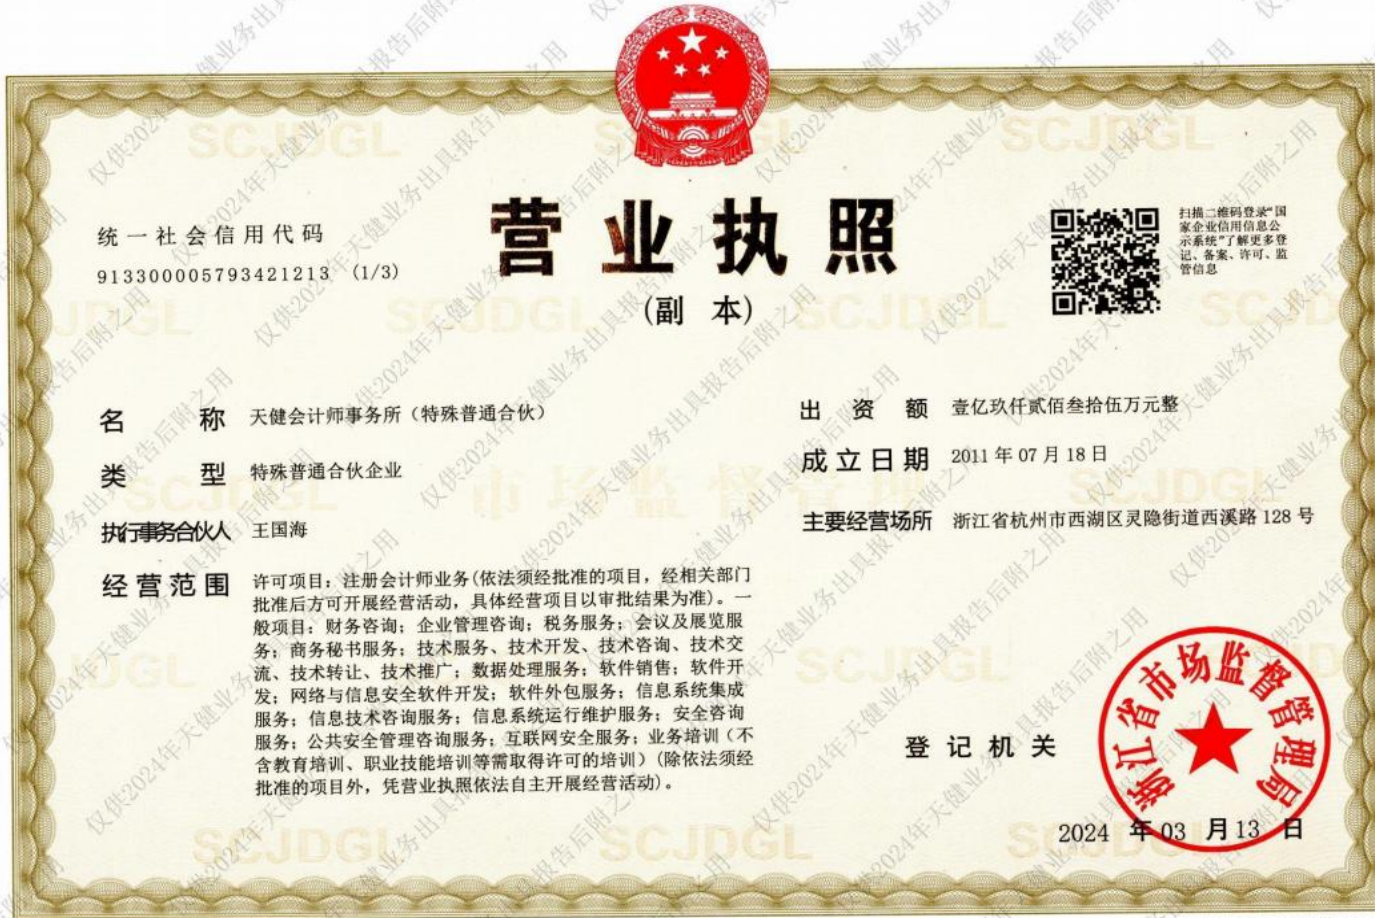 营业执照
(副 本)
统一社会信用代码
913300005793421213 (1/3)
扫描二维码登录“国
家企业信用信息公
示系统”了解更多登
记、备案、许可、监
管信息
名 称 天健会计师事务所（特殊普通合伙）
类 型 特殊普通合伙企业
执行事务合伙人 王国海
经营范围 许可项目：注册会计师业务(依法须经批准的项目，经相关部门
批准后方可开展经营活动，具体经营项目以审批结果为准)。一
般项目：财务咨询；企业管理咨询；税务服务；会议及展览服
务；商务秘书服务；技术服务、技术开发、技术咨询、技术交
流、技术转让、技术推广；数据处理服务；软件销售；软件开
发；网络与信息安全软件开发；软件外包服务；信息系统集成
服务；信息技术咨询服务；信息系统运行维护服务；安全咨询
服务；公共安全管理咨询服务；互联网安全服务；业务培训（不
含教育培训、职业技能培训等需取得许可的培训）(除依法须经
批准的项目外，凭营业执照依法自主开展经营活动)。
出 资 额 壹亿玖仟贰佰叁拾伍万元整
成立日期 2011年07月18日
主要经营场所 浙江省杭州市西湖区灵隐街道西溪路128号
登记机关
浙江省市场监督管理局
2024 年03 月13 日
SCJDGL
市场监督管理
仅供2024年天健业务出具报告后附之用